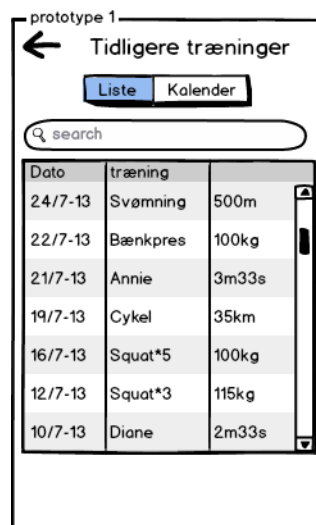 prototype 1
Tidligere træninger
Liste Kalender
search
Dato træning
24/7-13 Svømning 500m
22/7-13 Bænkpres 100kg
21/7-13 Annie 3m33s
19/7-13 Cykel 35km
16/7-13 Squat*5 100kg
12/7-13 Squat*3 115kg
10/7-13 Diane 2m33s